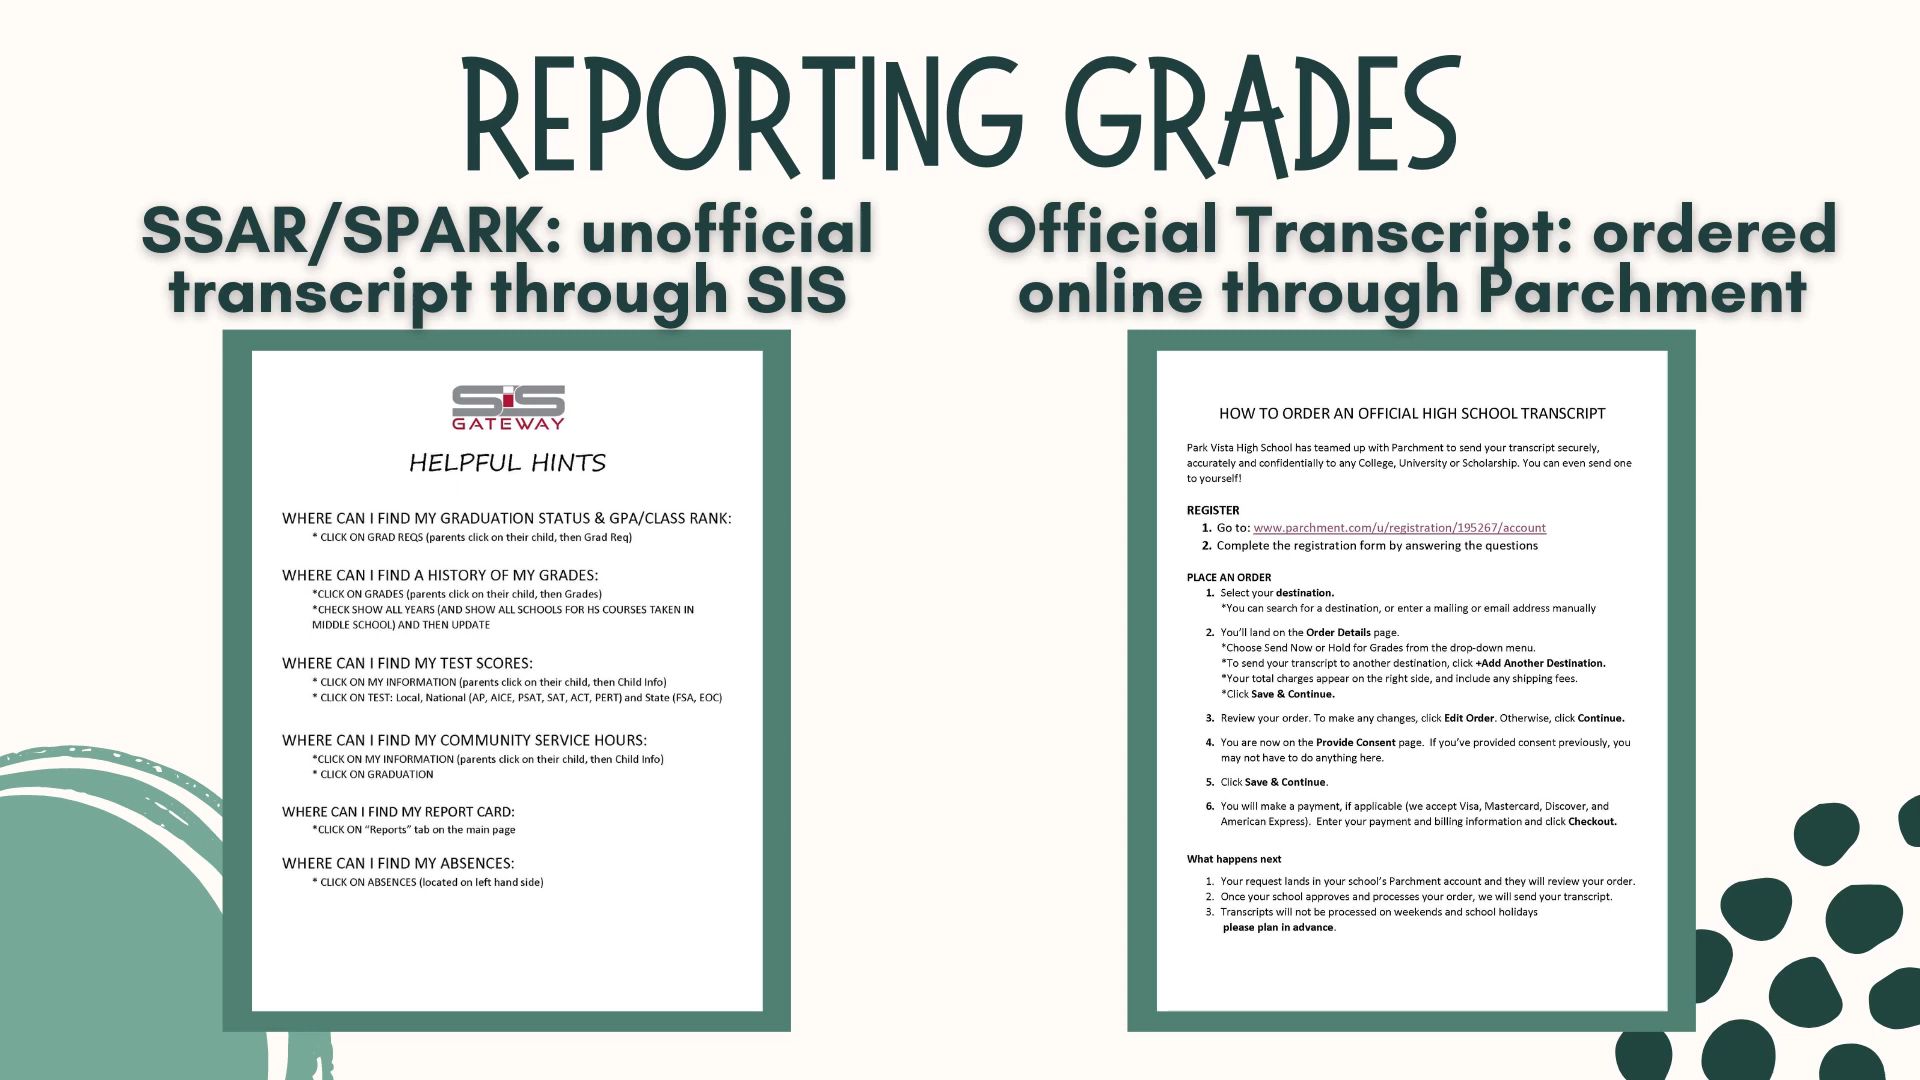 REPORTING GRADES
SSAR/SPARK: unofficial
transcript through SIS
SIS
GATEWAY
HELPFUL HINTS
WHERE CAN I FIND MY GRADUATION STATUS & GPA/CLASS RANK:
* CLICK ON GRAD REQS (parents click on their child, then Grad Req)
WHERE CAN I FIND A HISTORY OF MY GRADES:
*CLICK ON GRADES (parents click on their child, then Grades)
*CHECK SHOW ALL YEARS (AND SHOW ALL SCHOOLS FOR HS COURSES TAKEN IN
MIDDLE SCHOOL) AND THEN UPDATE
WHERE CAN I FIND MY TEST SCORES:
* CLICK ON MY INFORMATION (parents click on their child, then Child Info)
* CLICK ON TEST: Local, National (AP, AICE, PSAT, SAT, ACT, PERT) and State (FSA, EOC)
WHERE CAN I FIND MY COMMUNITY SERVICE HOURS:
*CLICK ON MY INFORMATION (parents click on their child, then Child Info)
* CLICK ON GRADUATION
WHERE CAN I FIND MY REPORT CARD:
*CLICK ON “Reports” tab on the main page
WHERE CAN I FIND MY ABSENCES:
* CLICK ON ABSENCES (located on left hand side)
Official Transcript: ordered
online through Parchment
HOW TO ORDER AN OFFICIAL HIGH SCHOOL TRANSCRIPT
Park Vista High School has teamed up with Parchment to send your transcript securely,
accurately and confidentially to any College, University or Scholarship. You can even send one
to yourself!
REGISTER
1. Go to: www.parchment.com/u/registration/195267/account
2. Complete the registration form by answering the questions
PLACE AN ORDER
1. Select your destination.
*You can search for a destination, or enter a mailing or email address manually
2. You’ll land on the Order Details page.
*Choose Send Now or Hold for Grades from the drop-down menu.
*To send your transcript to another destination, click +Add Another Destination.
*Your total charges appear on the right side, and include any shipping fees.
*Click Save & Continue.
3. Review your order. To make any changes, click Edit Order. Otherwise, click Continue.
4. You are now on the Provide Consent page. If you’ve provided consent previously, you
may not have to do anything here.
5. Click Save & Continue.
6. You will make a payment, if applicable (we accept Visa, Mastercard, Discover, and
American Express). Enter your payment and billing information and click Checkout.
What happens next
1. Your request lands in your school’s Parchment account and they will review your order.
2. Once your school approves and processes your order, we will send your transcript.
3. Transcripts will not be processed on weekends and school holidays
please plan in advance.